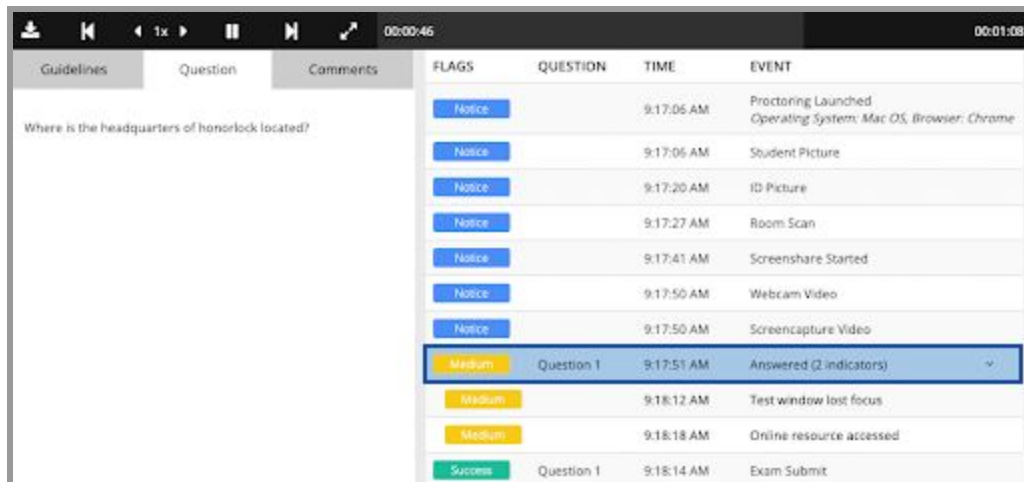 1x 00:00:46 00:01:08
Guidelines Question Comments
Where is the headquarters of honorlock located?
FLAGS QUESTION TIME EVENT
Notice 9:17:06 AM Proctoring Launched
Operating System: Mac OS, Browser: Chrome
Notice 9:17:06 AM Student Picture
Notice 9:17:20 AM ID Picture
Notice 9:17:27 AM Room Scan
Notice 9:17:41 AM Screenshare Started
Notice 9:17:50 AM Webcam Video
Notice 9:17:50 AM Screencapture Video
Medium Question 1 9:17:51 AM Answered (2 indicators)
Medium 9:18:12 AM Test window lost focus
Medium 9:18:18 AM Online resource accessed
Success Question 1 9:18:14 AM Exam Submit